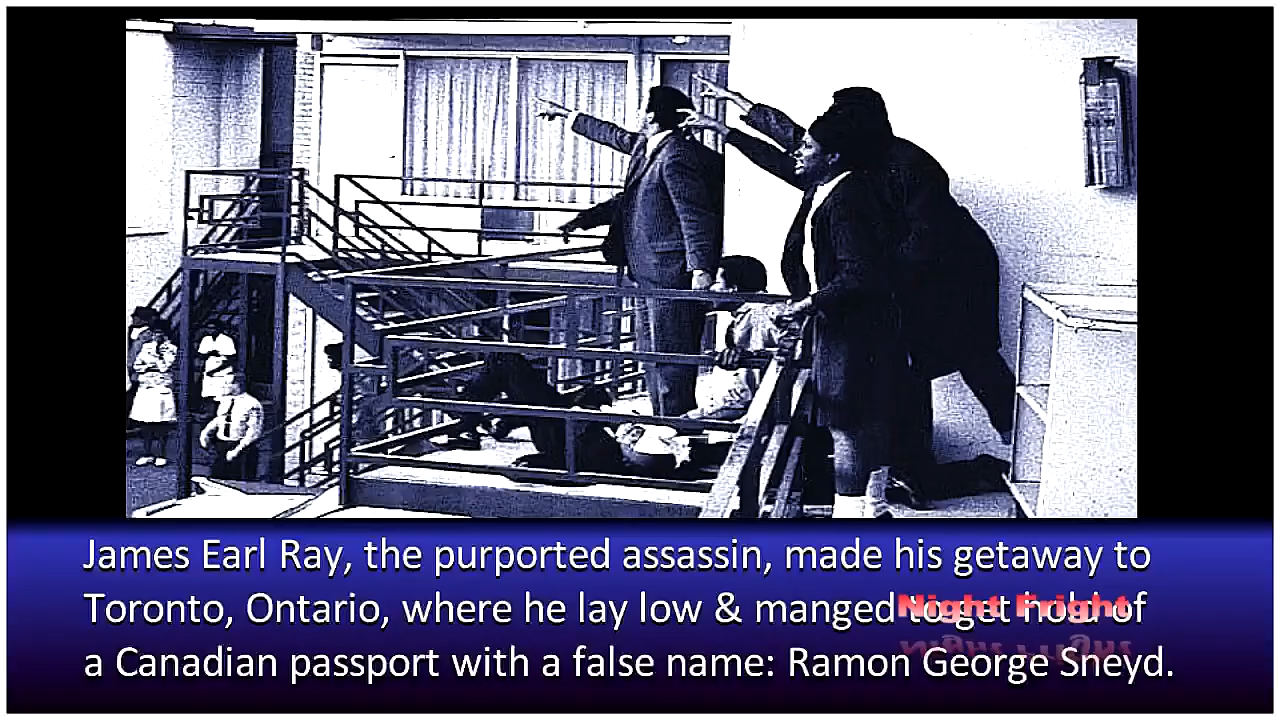 James Earl Ray, the purported assassin, made his getaway to
Toronto, Ontario, where he lay low & manged to get hold of
a Canadian passport with a false name: Ramon George Sneyd.
Night Fright